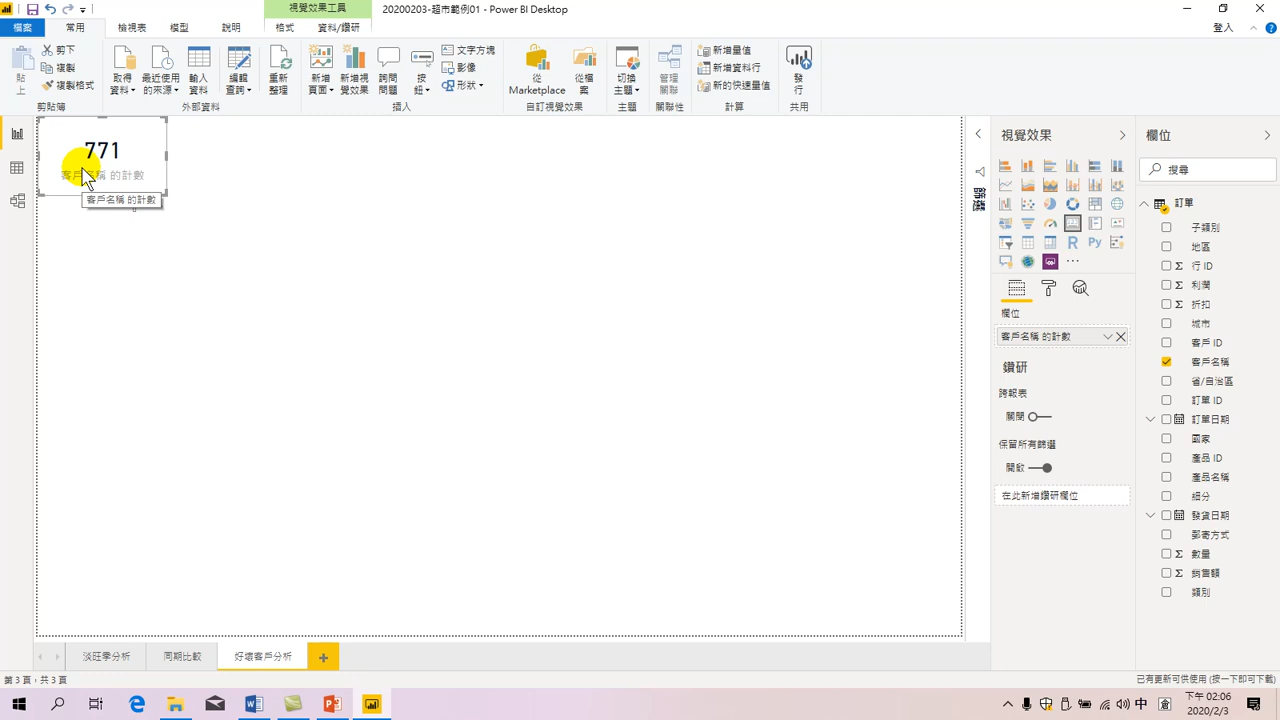 視覺效果工具
20200203-超市範例01 - Power BI Desktop
檔案
常用
檢視表
模型
說明
格式
資料/鑽研
登入
貼上
剪下
複製
複製格式
剪貼簿
取得資料
最近使用的來源
輸入資料
編輯查詢
重新整理
外部資料
新增頁面
新增視覺效果
詢問問題
按鈕
文字方塊
影像
形狀
插入
從 Marketplace
從檔案
自訂視覺效果
切換主題
主題
管理關聯
關聯性
新增量值
新增資料行
新的快速量值
計算
發行
共用
771
客戶名稱 的計數
客戶名稱 的計數
篩選
視覺效果
R
Py
欄位
客戶名稱 的計數
鑽研
跨報表
關閉
保留所有篩選
開啟
在此新增鑽研欄位
欄位
搜尋
訂單
子類別
地區
行 ID
利潤
折扣
城市
客戶 ID
客戶名稱
省/自治區
訂單 ID
訂單日期
國家
產品 ID
產品名稱
細分
發貨日期
郵寄方式
數量
銷售額
類別
淡旺季分析
同期比較
好壞客戶分析
第 3 頁，共 3 頁
已有更新可供使用 (按一下即可下載)
中
下午 02:06
2020/2/3